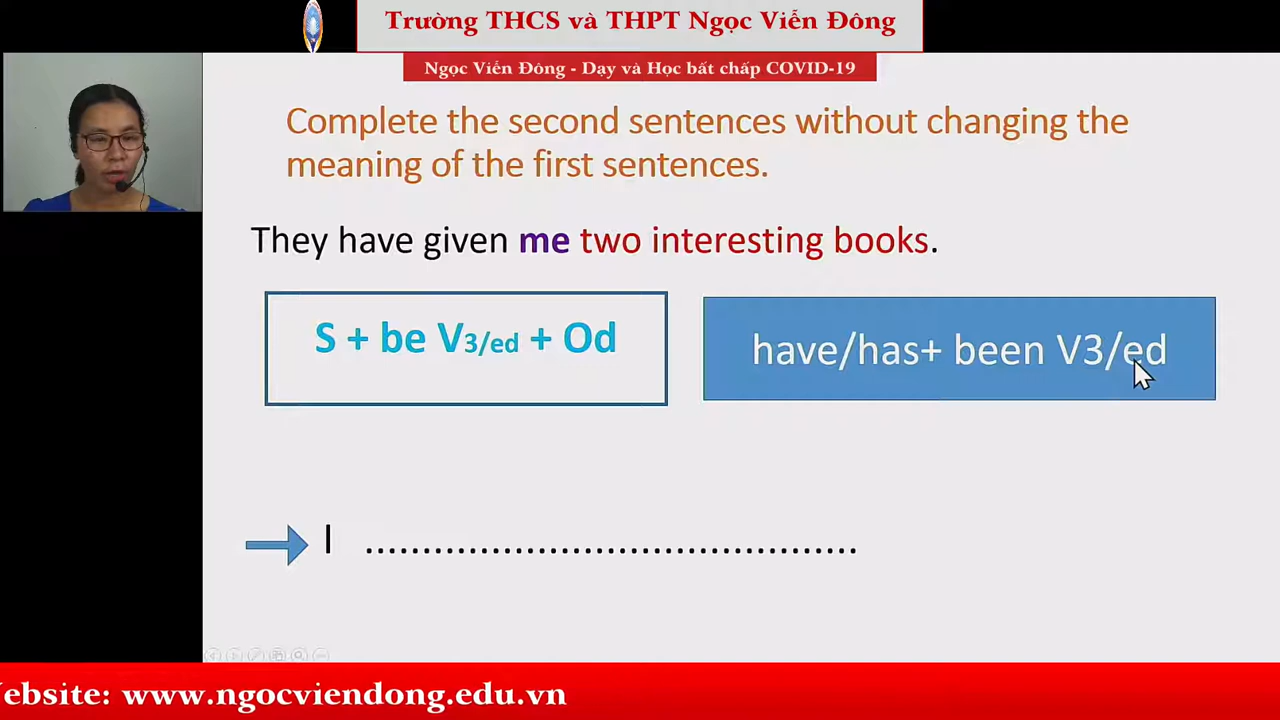 Trường THCS và THPT Ngọc Viễn Đông
Ngọc Viễn Đông - Dạy và Học bất chấp COVID-19
Complete the second sentences without changing the
meaning of the first sentences.
They have given me two interesting books.
S + be V3/ed + Od
have/has+ been V3/ed
I ...........................................
Website: www.ngocviendong.edu.vn